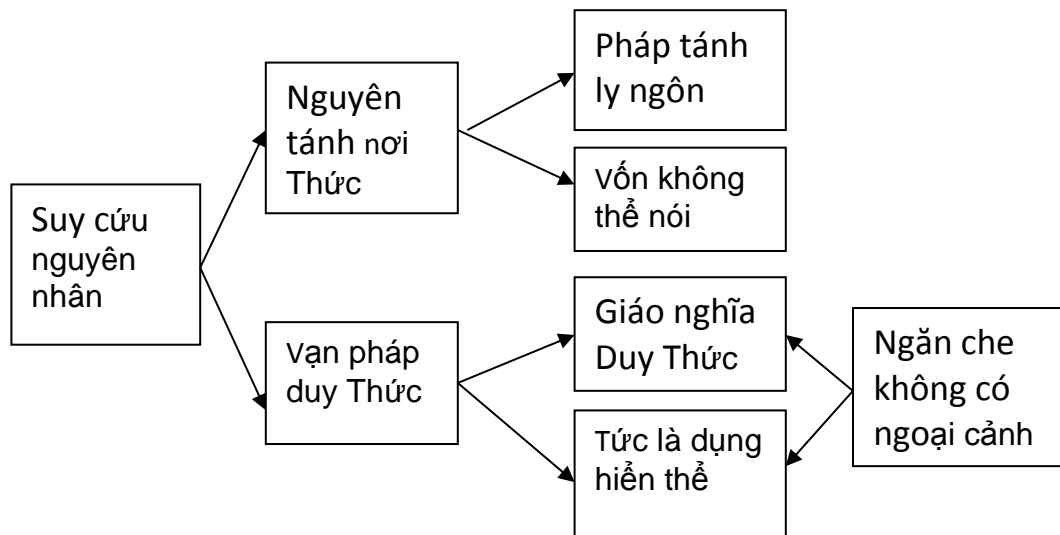 Suy cứu
nguyên
nhân
Nguyên
tánh nơi
Thức
Vạn pháp
duy Thức
Pháp tánh
ly ngôn
Vốn không
thể nói
Giáo nghĩa
Duy Thức
Tức là dụng
hiển thể
Ngăn che
không có
ngoại cảnh